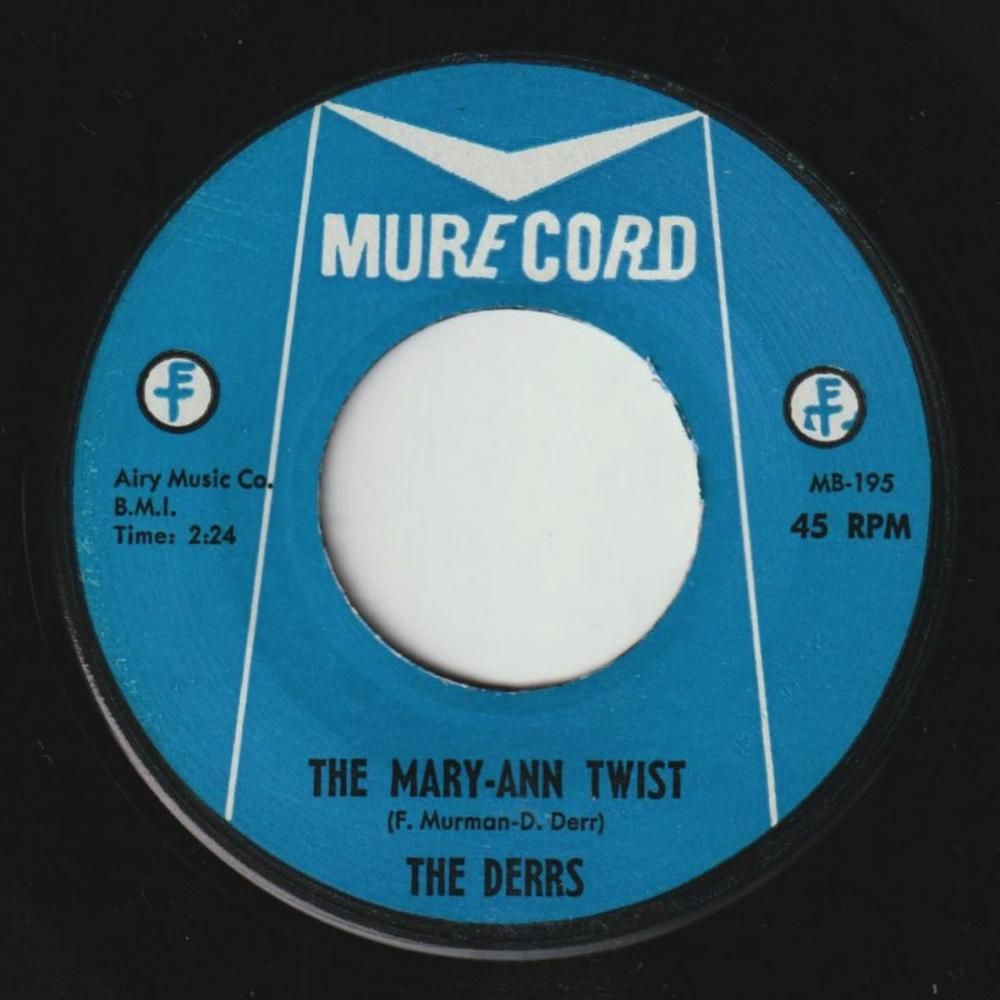 MURECORD
Airy Music Co.
B.M.I.
Time: 2:24
MB-195
45 RPM
THE MARY-ANN TWIST
(F. Murman-D. Derr)
THE DERRS